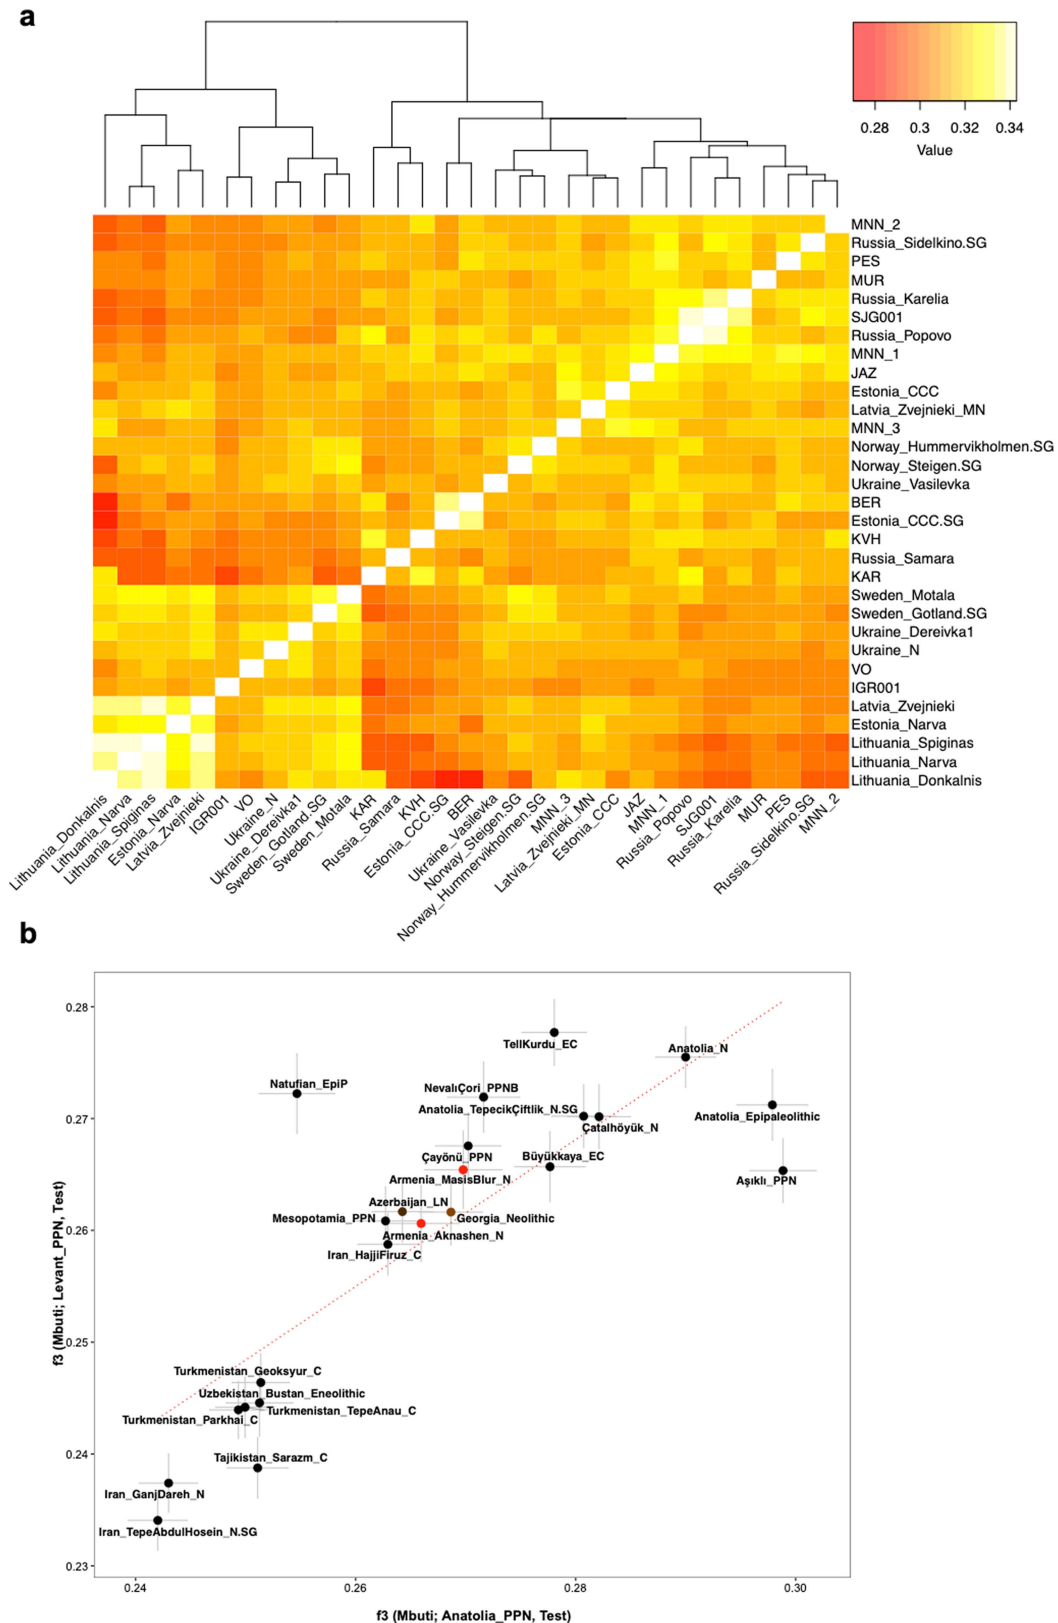 a
0.28 0.3 0.32 0.34
Value
MNN_2
Russia_Sidelkino.SG
PES
MUR
Russia_Karelia
SJG001
Russia_Popovo
MNN_1
JAZ
Estonia_CCC
Latvia_Zvejnieki_MN
MNN_3
Norway_Hummervikholmen.SG
Norway_Steigen.SG
Ukraine_Vasilevka
BER
Estonia_CCC.SG
KVH
Russia_Samara
KAR
Sweden_Motala
Sweden_Gotland.SG
Ukraine_Dereivka1
Ukraine_N
VO
IGR001
Latvia_Zvejnieki
Estonia_Narva
Lithuania_Spiginas
Lithuania_Narva
Lithuania_Donkalnis
Lithuania_Donkalnis
Lithuania_Narva
Lithuania_Spiginas
Estonia_Narva
Latvia_Zvejnieki
IGR001
VO
Ukraine_N
Ukraine_Dereivka1
Sweden_Gotland.SG
Sweden_Motala
KAR
Russia_Samara
KVH
Estonia_CCC.SG
BER
Ukraine_Vasilevka
Norway_Steigen.SG
Norway_Hummervikholmen.SG
MNN_3
Latvia_Zvejnieki_MN
Estonia_CCC
JAZ
MNN_1
Russia_Popovo
SJG001
Russia_Karelia
MUR
PES
Russia_Sidelkino.SG
MNN_2
b
f3 (Mbuti; Levant_PPN, Test)
0.28
0.27
0.26
0.25
0.24
0.23
TellKurdu_EC
Anatolia_N
Natufian_EpiP
NevalıÇori_PPNB
Anatolia_TepecikÇiftlik_N.SG
Anatolia_Epipaleolithic
Çatalhöyük_N
Çayönü_PPN
Büyükkaya_EC
Armenia_MasisBlur_N
Aşıklı_PPN
Azerbaijan_LN
Mesopotamia_PPN
Georgia_Neolithic
Armenia_Aknashen_N
Iran_HajjiFiruz_C
Turkmenistan_Geoksyur_C
Uzbekistan_Bustan_Eneolithic
Turkmenistan_TepeAnau_C
Turkmenistan_Parkhai_C
Tajikistan_Sarazm_C
Iran_GanjDareh_N
Iran_TepeAbdulHosein_N.SG
0.24 0.26 0.28 0.30
f3 (Mbuti; Anatolia_PPN, Test)